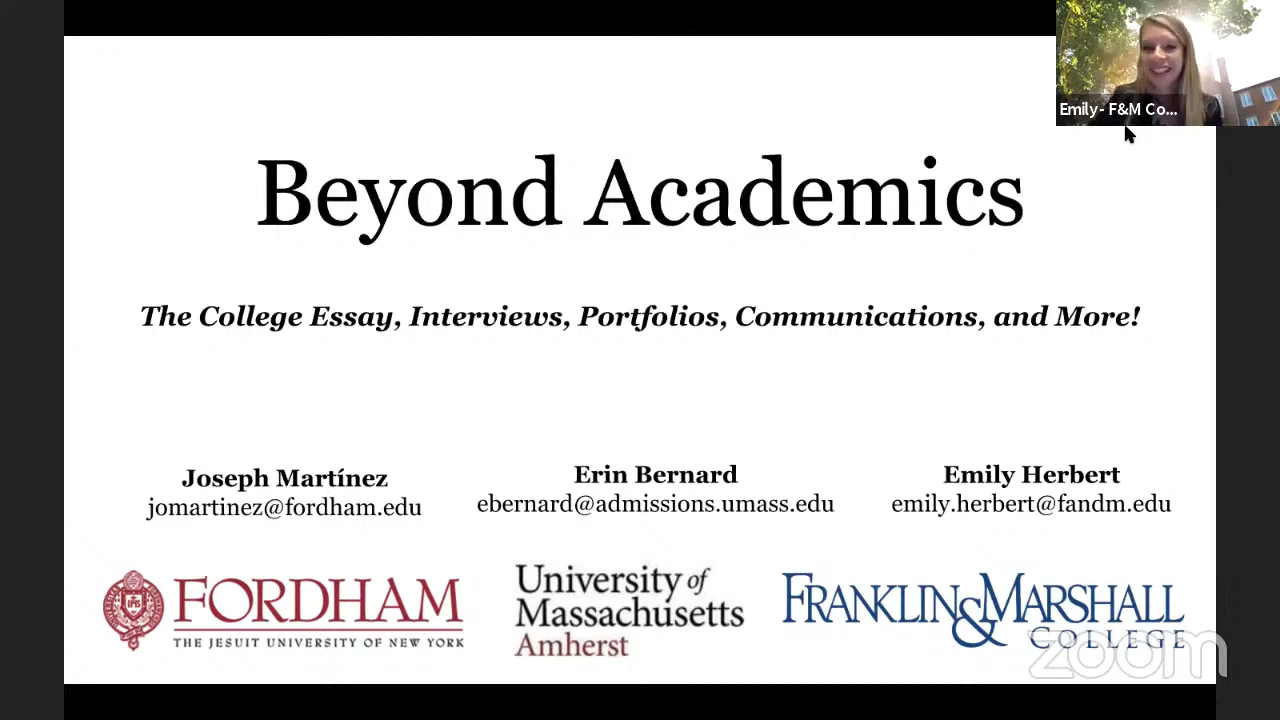 Emily- F&M Co...
Beyond Academics
The College Essay, Interviews, Portfolios, Communications, and More!
Joseph Martínez
jomartinez@fordham.edu
Erin Bernard
ebernard@admissions.umass.edu
Emily Herbert
emily.herbert@fandm.edu
IHS
FORDHAM
THE JESUIT UNIVERSITY OF NEW YORK
University of
Massachusetts
Amherst
FRANKLIN & MARSHALL
COLLEGE
zoom